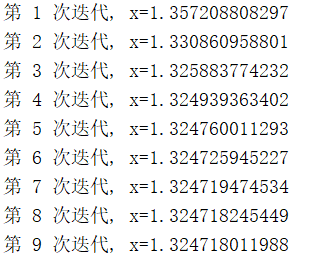 第 1 次迭代, x=1.357208808297
第 2 次迭代, x=1.330860958801
第 3 次迭代, x=1.325883774232
第 4 次迭代, x=1.324939363402
第 5 次迭代, x=1.324760011293
第 6 次迭代, x=1.324725945227
第 7 次迭代, x=1.324719474534
第 8 次迭代, x=1.324718245449
第 9 次迭代, x=1.324718011988